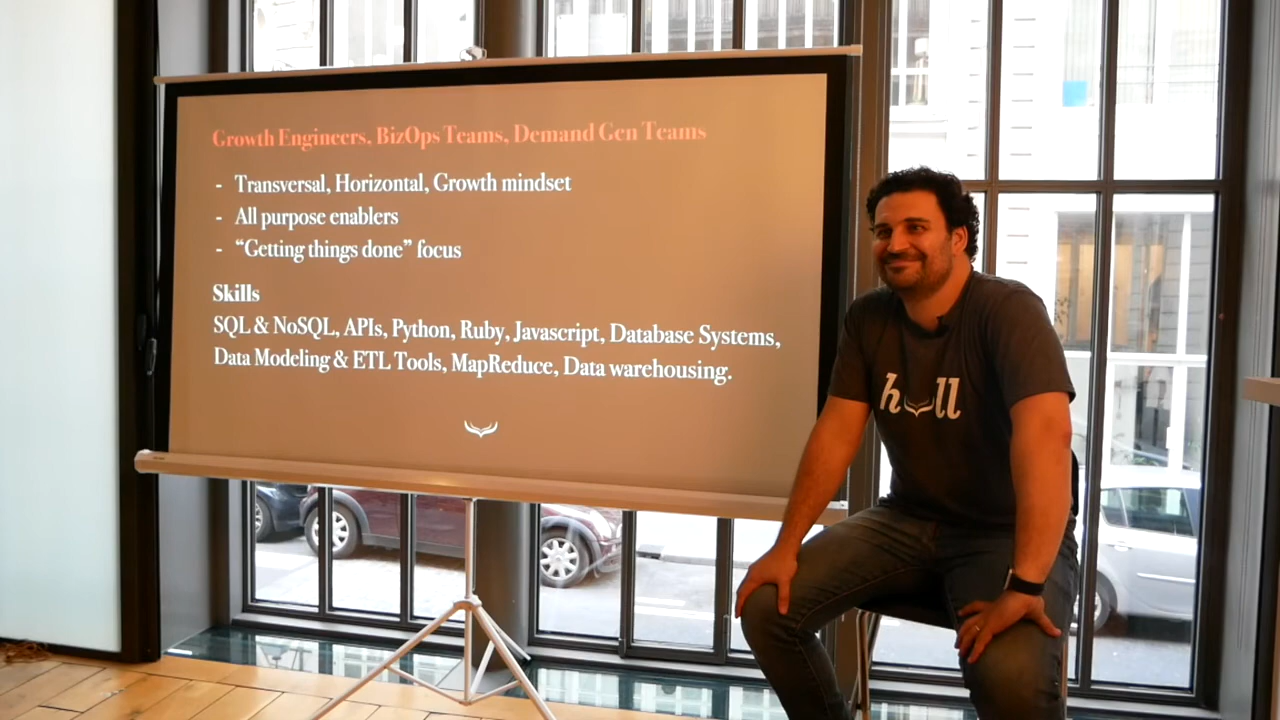 Growth Engineers, BizOps Teams, Demand Gen Teams
- Transversal, Horizontal, Growth mindset
- All purpose enablers
- “Getting things done” focus
Skills
SQL & NoSQL, APIs, Python, Ruby, Javascript, Database Systems,
Data Modeling & ETL Tools, MapReduce, Data warehousing.
hull